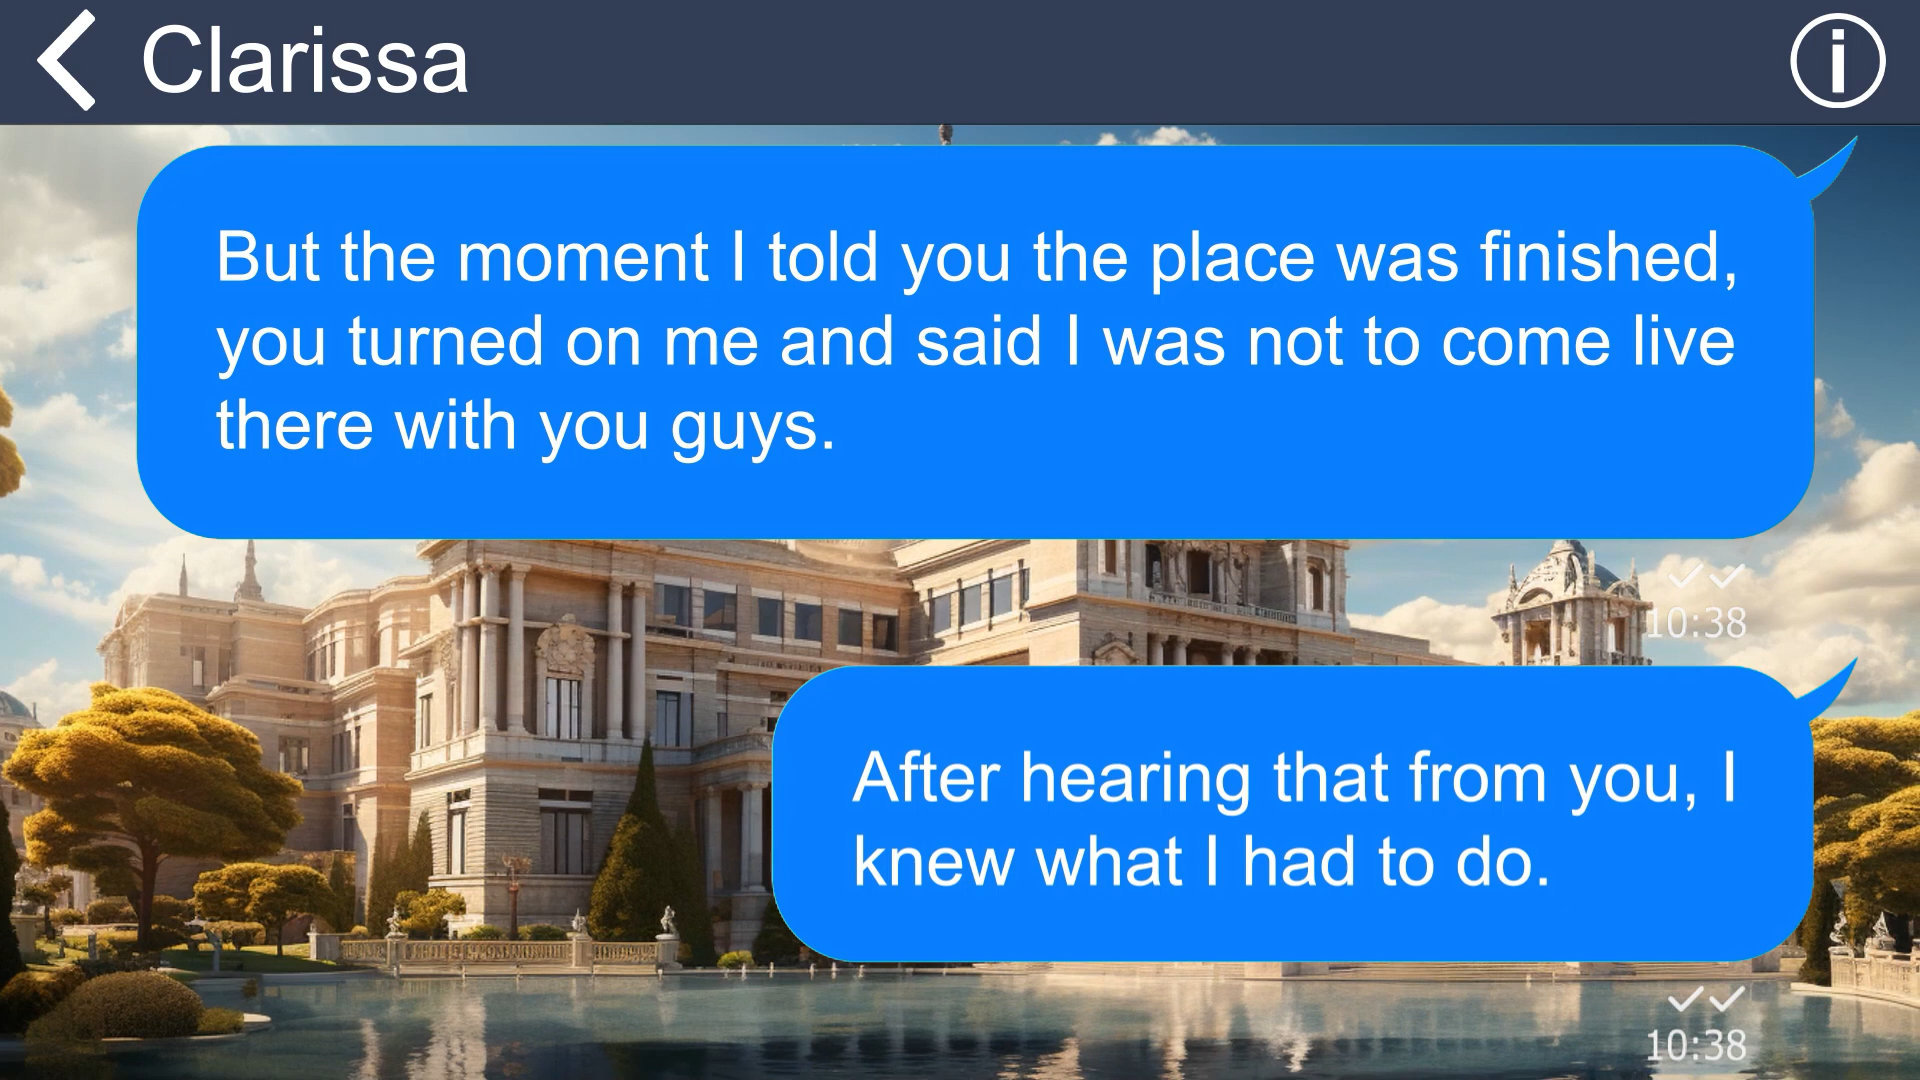 Clarissa
But the moment I told you the place was finished,
you turned on me and said I was not to come live
there with you guys.
10:38
After hearing that from you, I
knew what I had to do.
10:38